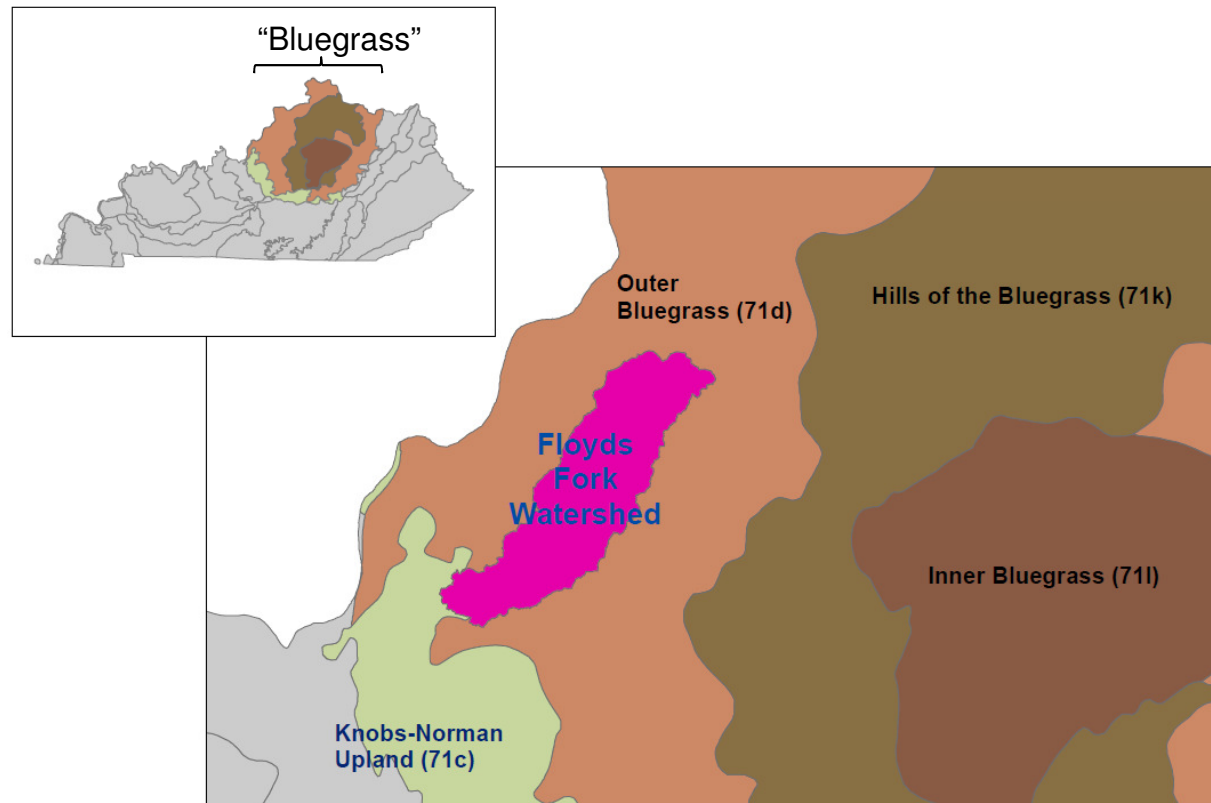 “Bluegrass”
Outer
Bluegrass (71d)
Hills of the Bluegrass (71k)
Floyds
Fork
Watershed
Inner Bluegrass (71l)
Knobs-Norman
Upland (71c)